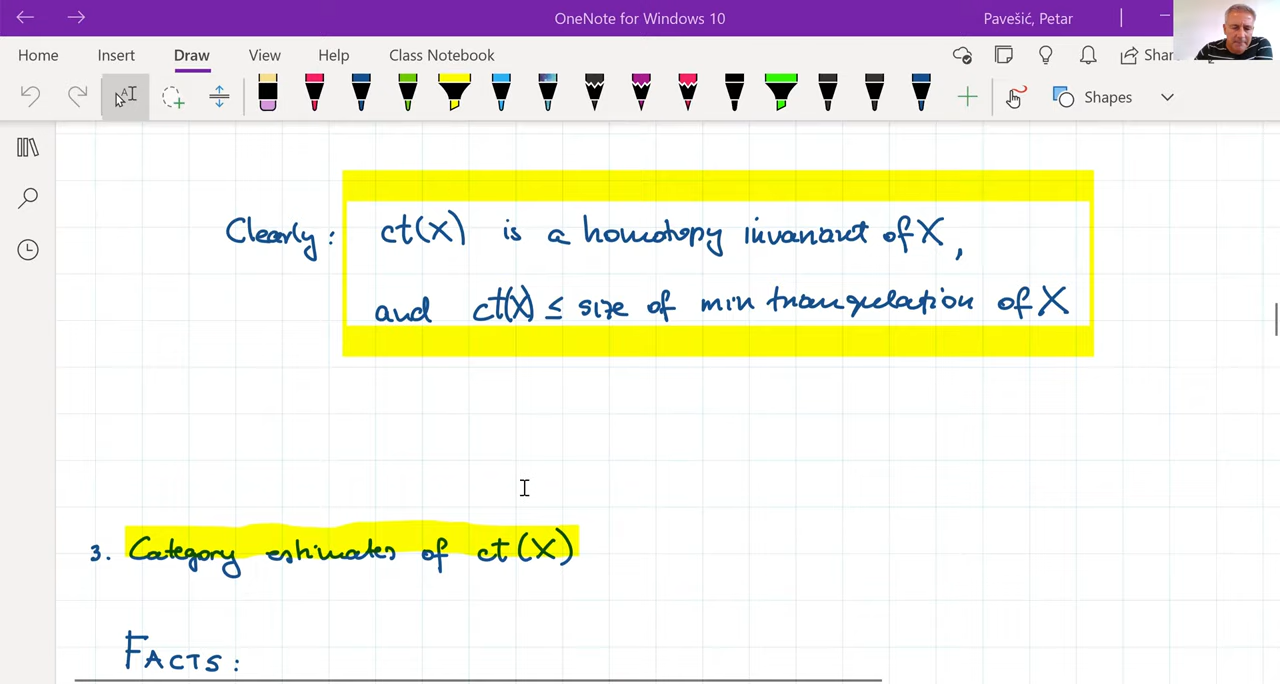 OneNote for Windows 10
Pavešić, Petar
Home Insert Draw View Help Class Notebook
Shapes
Clearly: ct(X) is a homotopy invariant of X,
and ct(X) ≤ size of min triangulation of X
3. Category estimates of ct(X)
FACTS: